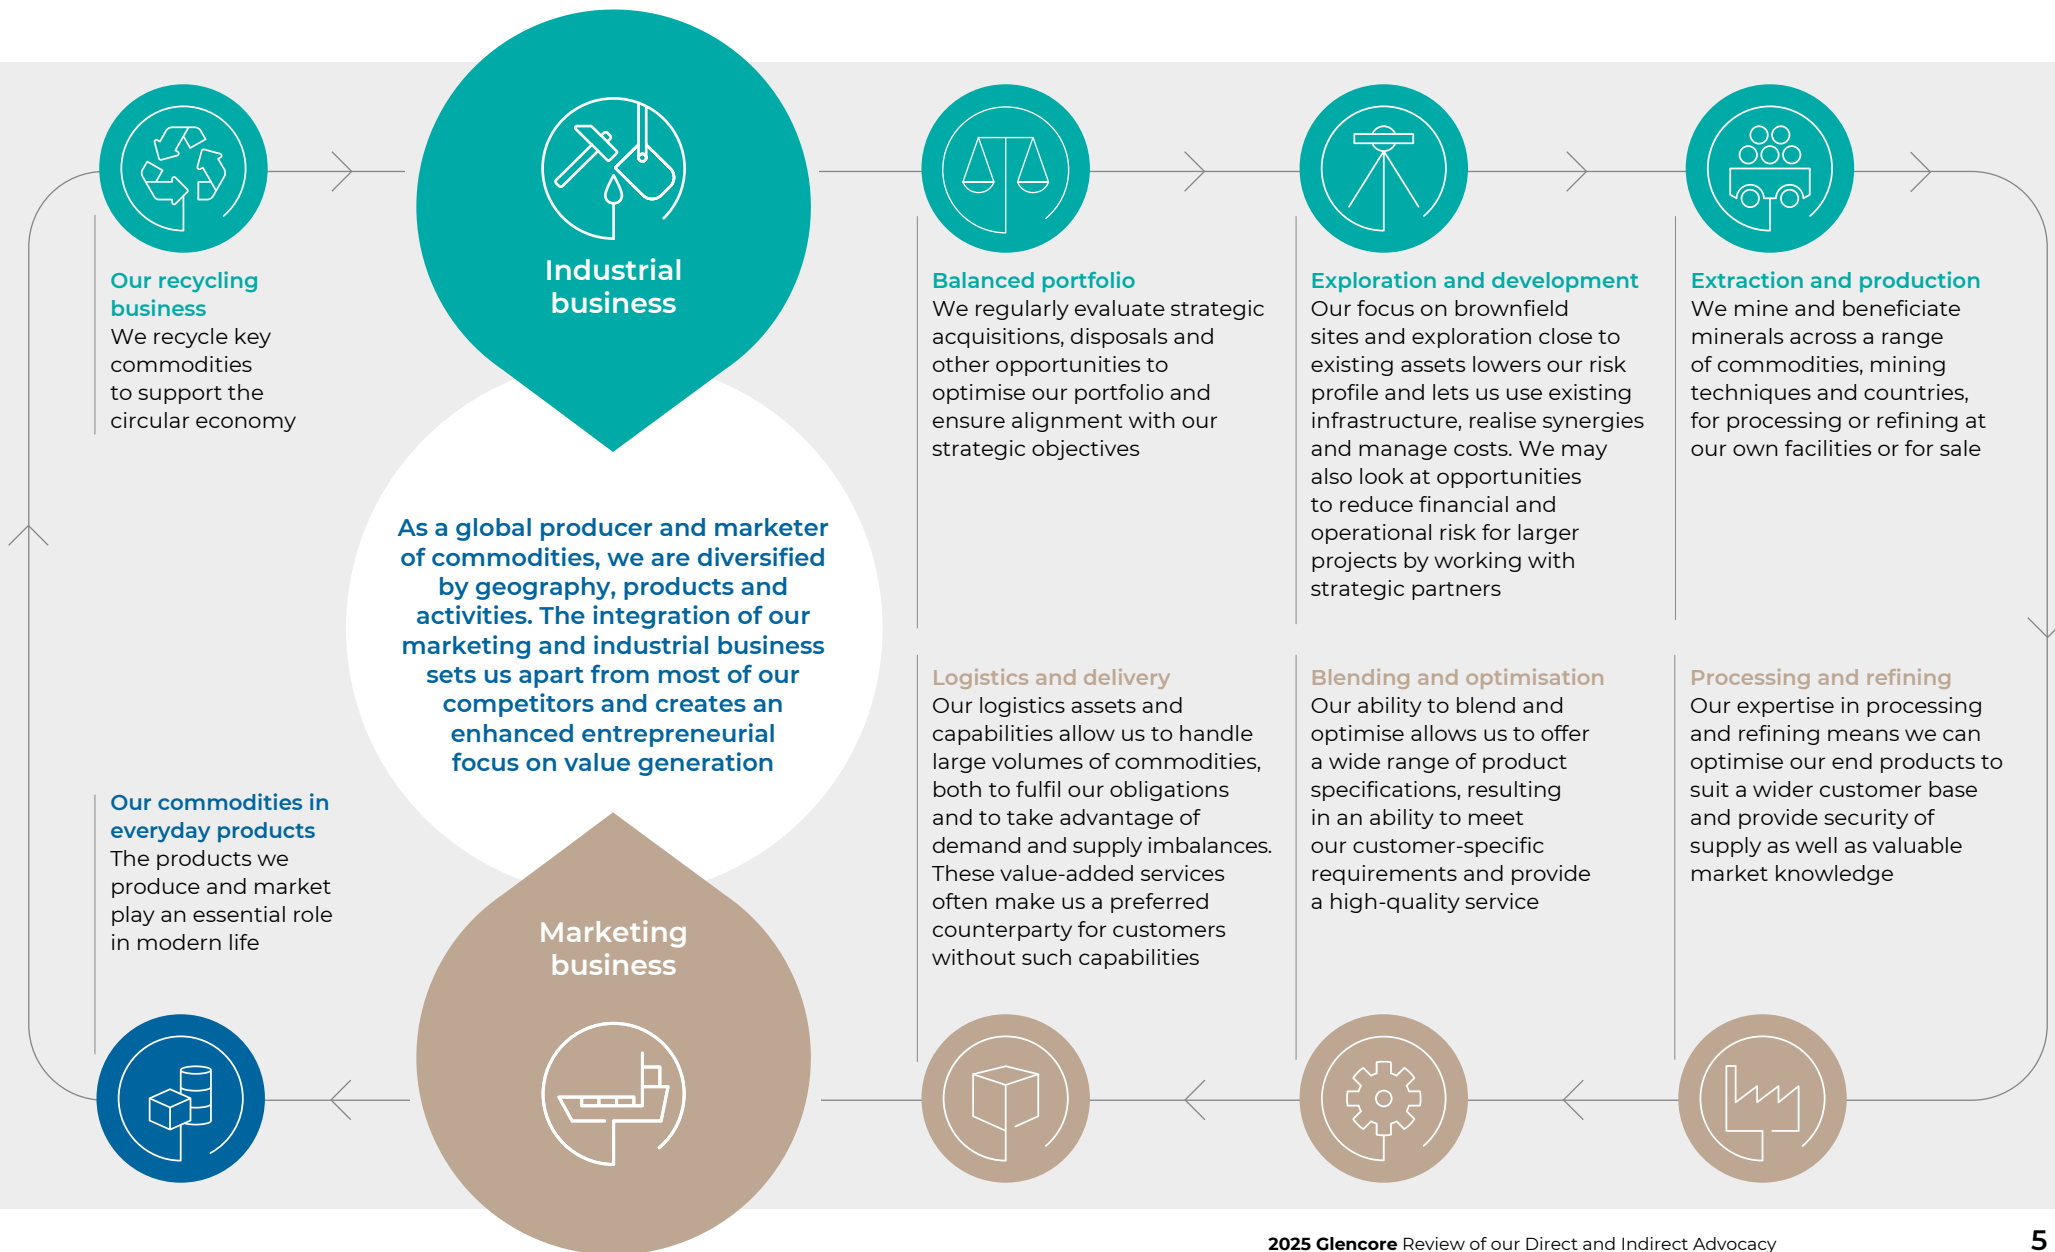 Our recycling
business
We recycle key
commodities
to support the
circular economy
Industrial
business
Balanced portfolio
We regularly evaluate strategic
acquisitions, disposals and
other opportunities to
optimise our portfolio and
ensure alignment with our
strategic objectives
Exploration and development
Our focus on brownfield
sites and exploration close to
existing assets lowers our risk
profile and lets us use existing
infrastructure, realise synergies
and manage costs. We may
also look at opportunities
to reduce financial and
operational risk for larger
projects by working with
strategic partners
Extraction and production
We mine and beneficiate
minerals across a range
of commodities, mining
techniques and countries,
for processing or refining at
our own facilities or for sale
As a global producer and marketer
of commodities, we are diversified
by geography, products and
activities. The integration of our
marketing and industrial business
sets us apart from most of our
competitors and creates an
enhanced entrepreneurial
focus on value generation
Our commodities in
everyday products
The products we
produce and market
play an essential role
in modern life
Marketing
business
Logistics and delivery
Our logistics assets and
capabilities allow us to handle
large volumes of commodities,
both to fulfil our obligations
and to take advantage of
demand and supply imbalances.
These value-added services
often make us a preferred
counterparty for customers
without such capabilities
Blending and optimisation
Our ability to blend and
optimise allows us to offer
a wide range of product
specifications, resulting
in an ability to meet
our customer-specific
requirements and provide
a high-quality service
Processing and refining
Our expertise in processing
and refining means we can
optimise our end products to
suit a wider customer base
and provide security of
supply as well as valuable
market knowledge
2025 Glencore Review of our Direct and Indirect Advocacy
5